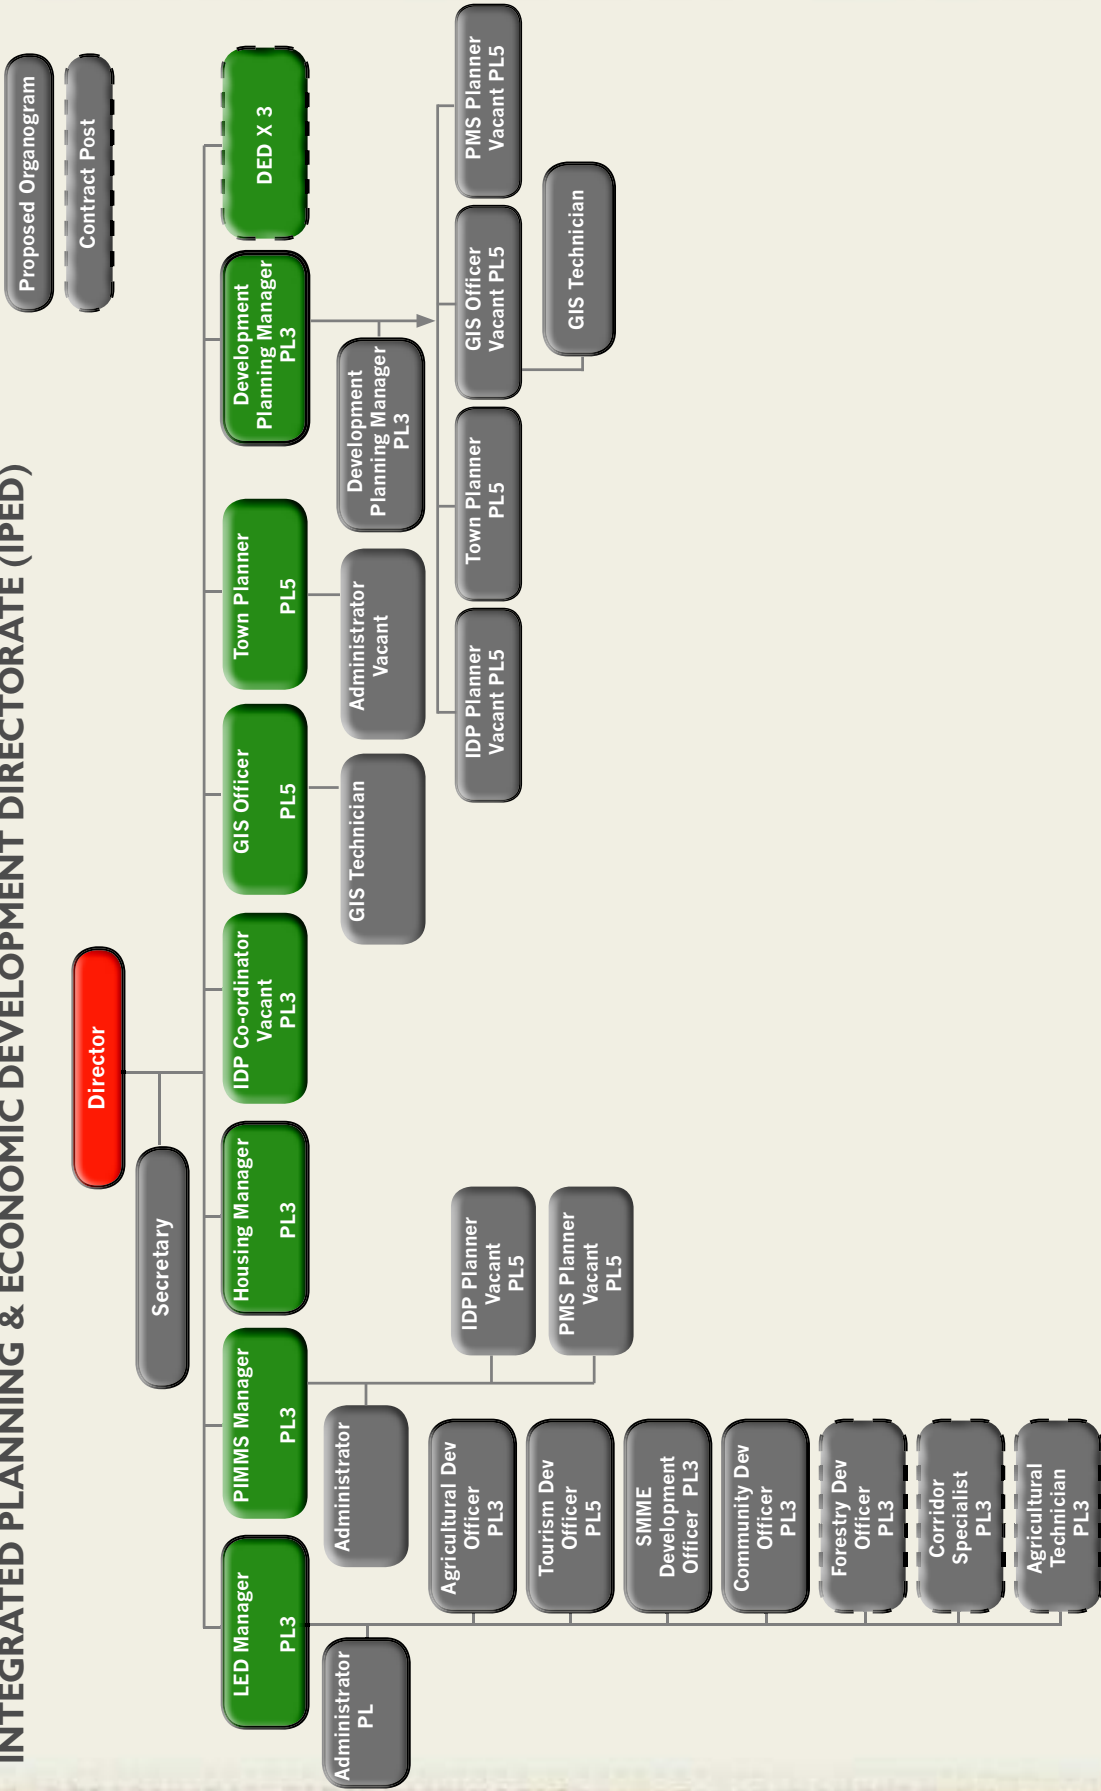 INTEGRATED PLANNING & ECONOMIC DEVELOPMENT DIRECTORATE (IPED)
Proposed Organogram
Contract Post
Director
Secretary
LED Manager
PL3
PIMMS Manager
PL3
Housing Manager
PL3
IDP Co-ordinator
Vacant
PL3
GIS Officer
PL5
Town Planner
PL5
Development
Planning Manager
PL3
DED X 3
Administrator
PL
Agricultural Dev
Officer
PL3
Tourism Dev
Officer
PL5
SMME
Development
Officer PL3
Community Dev
Officer
PL3
Forestry Dev
Officer
PL3
Corridor
Specialist
PL3
Agricultural
Technician
PL3
Administrator
IDP Planner
Vacant
PL5
PMS Planner
Vacant
PL5
GIS Technician
Administrator
Vacant
Development
Planning Manager
PL3
IDP Planner
Vacant PL5
Town Planner
PL5
GIS Officer
Vacant PL5
PMS Planner
Vacant PL5
GIS Technician